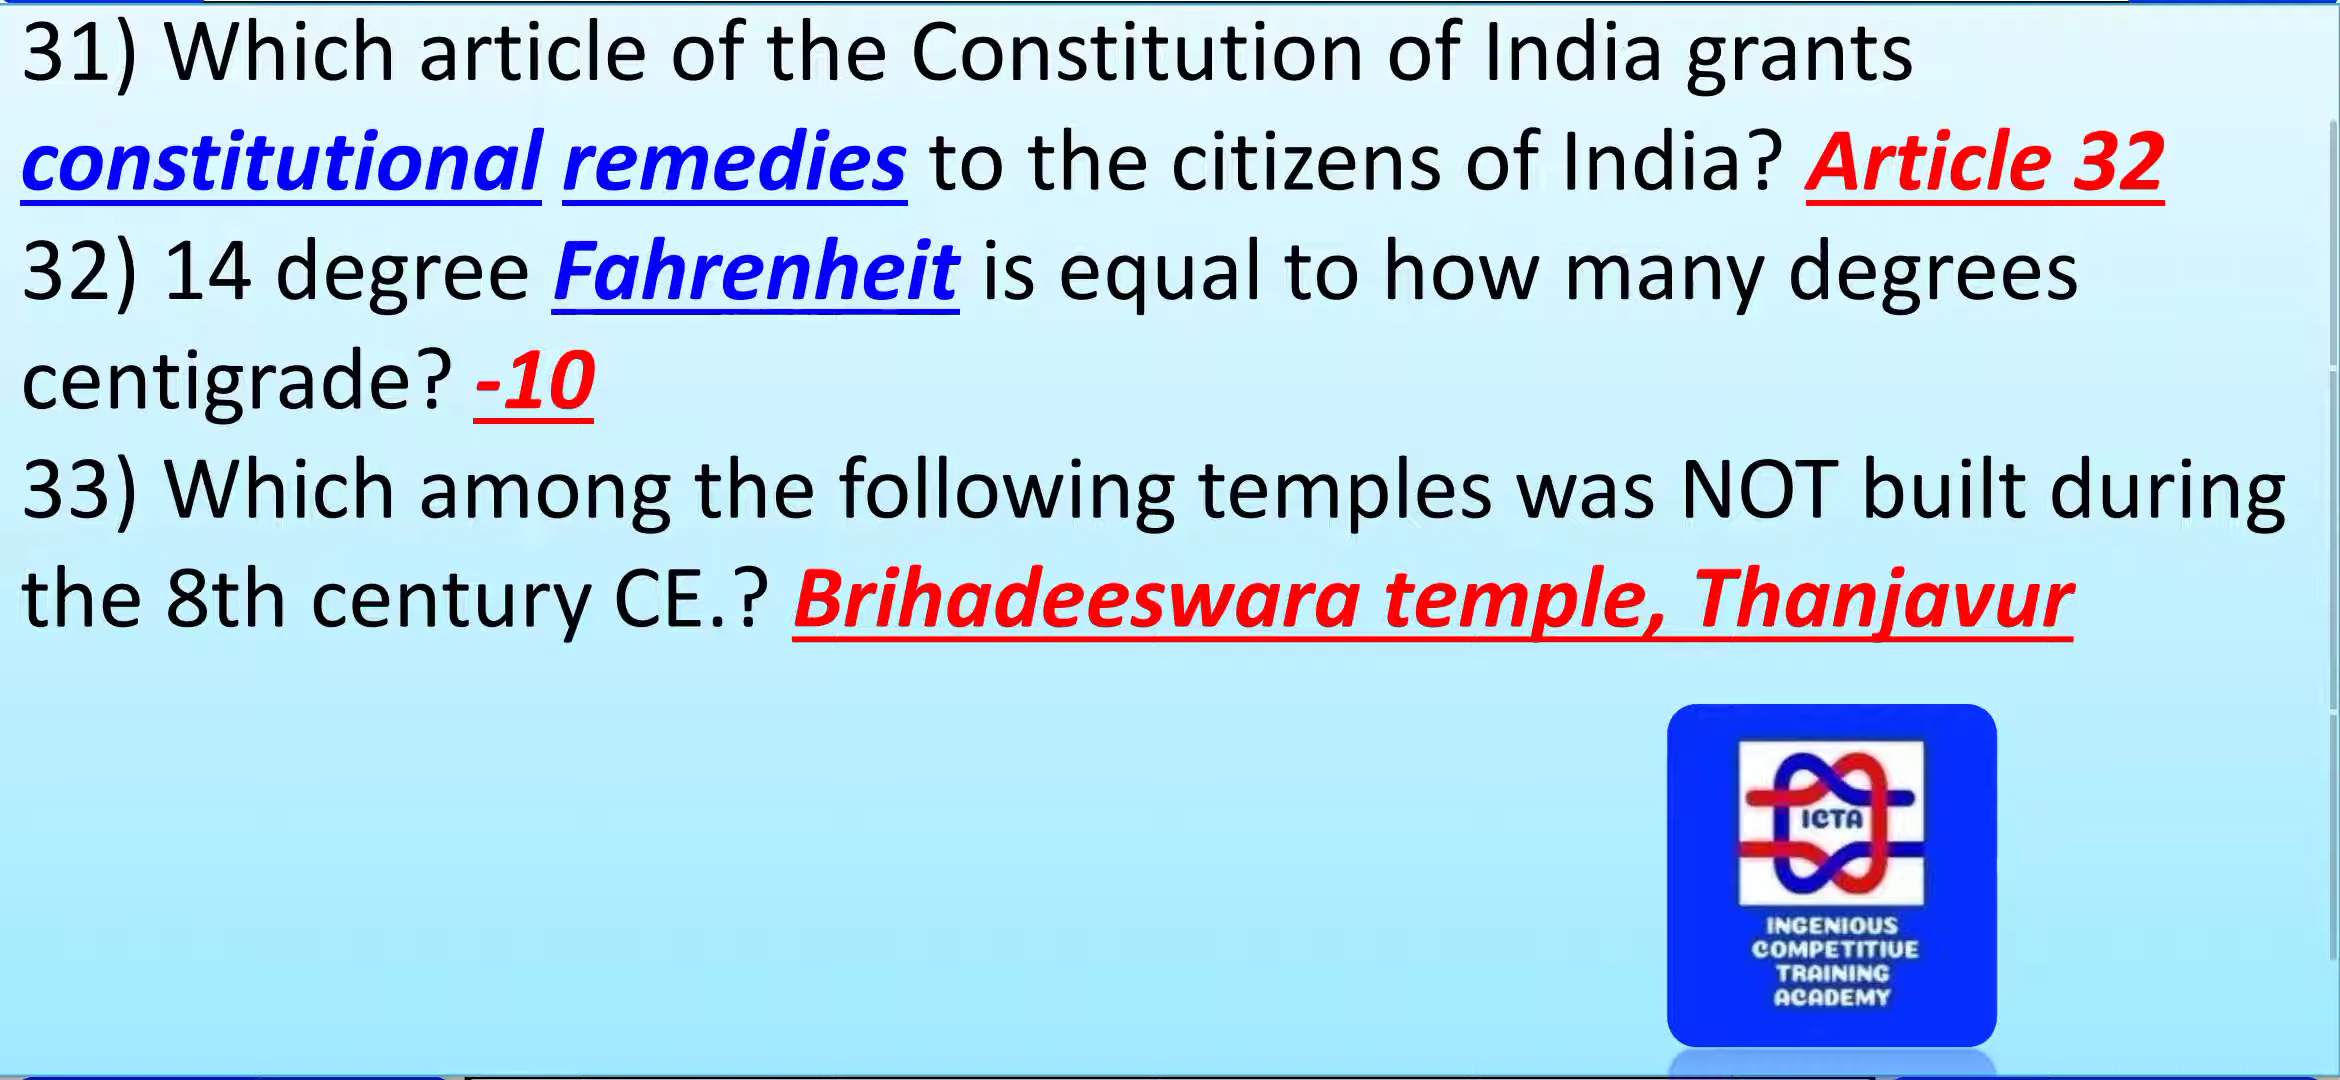 31) Which article of the Constitution of India grants
constitutional remedies to the citizens of India? Article 32
32) 14 degree Fahrenheit is equal to how many degrees
centigrade? -10
33) Which among the following temples was NOT built during
the 8th century CE.? Brihadeeswara temple, Thanjavur
ICTA
INGENIOUS
COMPETITIVE
TRAINING
ACADEMY